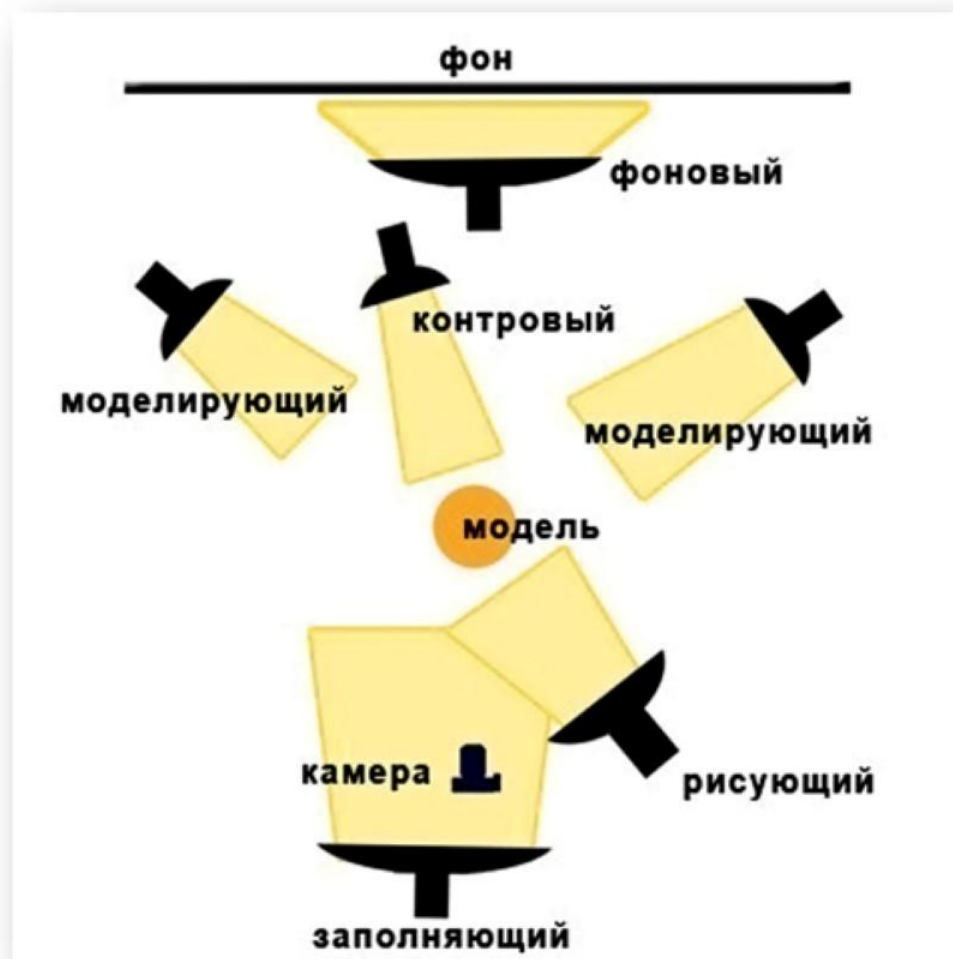 фон
фоновый
контровый
моделирующий
моделирующий
модель
камера
рисующий
заполняющий